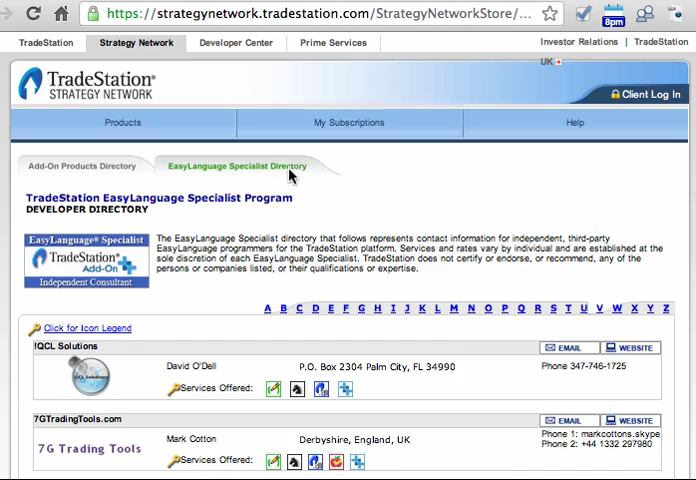 https://strategynetwork.tradestation.com/StrategyNetworkStore/...
8pm
TradeStation
Strategy Network
Developer Center
Prime Services
Investor Relations | TradeStation
UK
TradeStation®
STRATEGY NETWORK
Client Log In
Products
My Subscriptions
Help
Add-On Products Directory
EasyLanguage Specialist Directory
TradeStation EasyLanguage Specialist Program
DEVELOPER DIRECTORY
EasyLanguage® Specialist
TradeStation®
Add-On
Independent Consultant
The EasyLanguage Specialist directory that follows represents contact information for independent, third-party
EasyLanguage programmers for the TradeStation platform. Services and rates vary by individual and are established at the
sole discretion of each EasyLanguage Specialist. TradeStation does not certify or endorse, or recommend, any of the
persons or companies listed, or their qualifications or expertise.
A B C D E F G H I J K L M N O P Q R S T U V W X Y Z
Click for Icon Legend
!QCL Solutions
EMAIL
WEBSITE
QCL Solutions
David O'Dell
P.O. Box 2304 Palm City, FL 34990
Phone 347-746-1725
Services Offered:
7GTradingTools.com
EMAIL
WEBSITE
7G Trading Tools
Mark Cotton
Derbyshire, England, UK
Phone 1: markcottons.skype
Phone 2: +44 1332 297980
Services Offered: